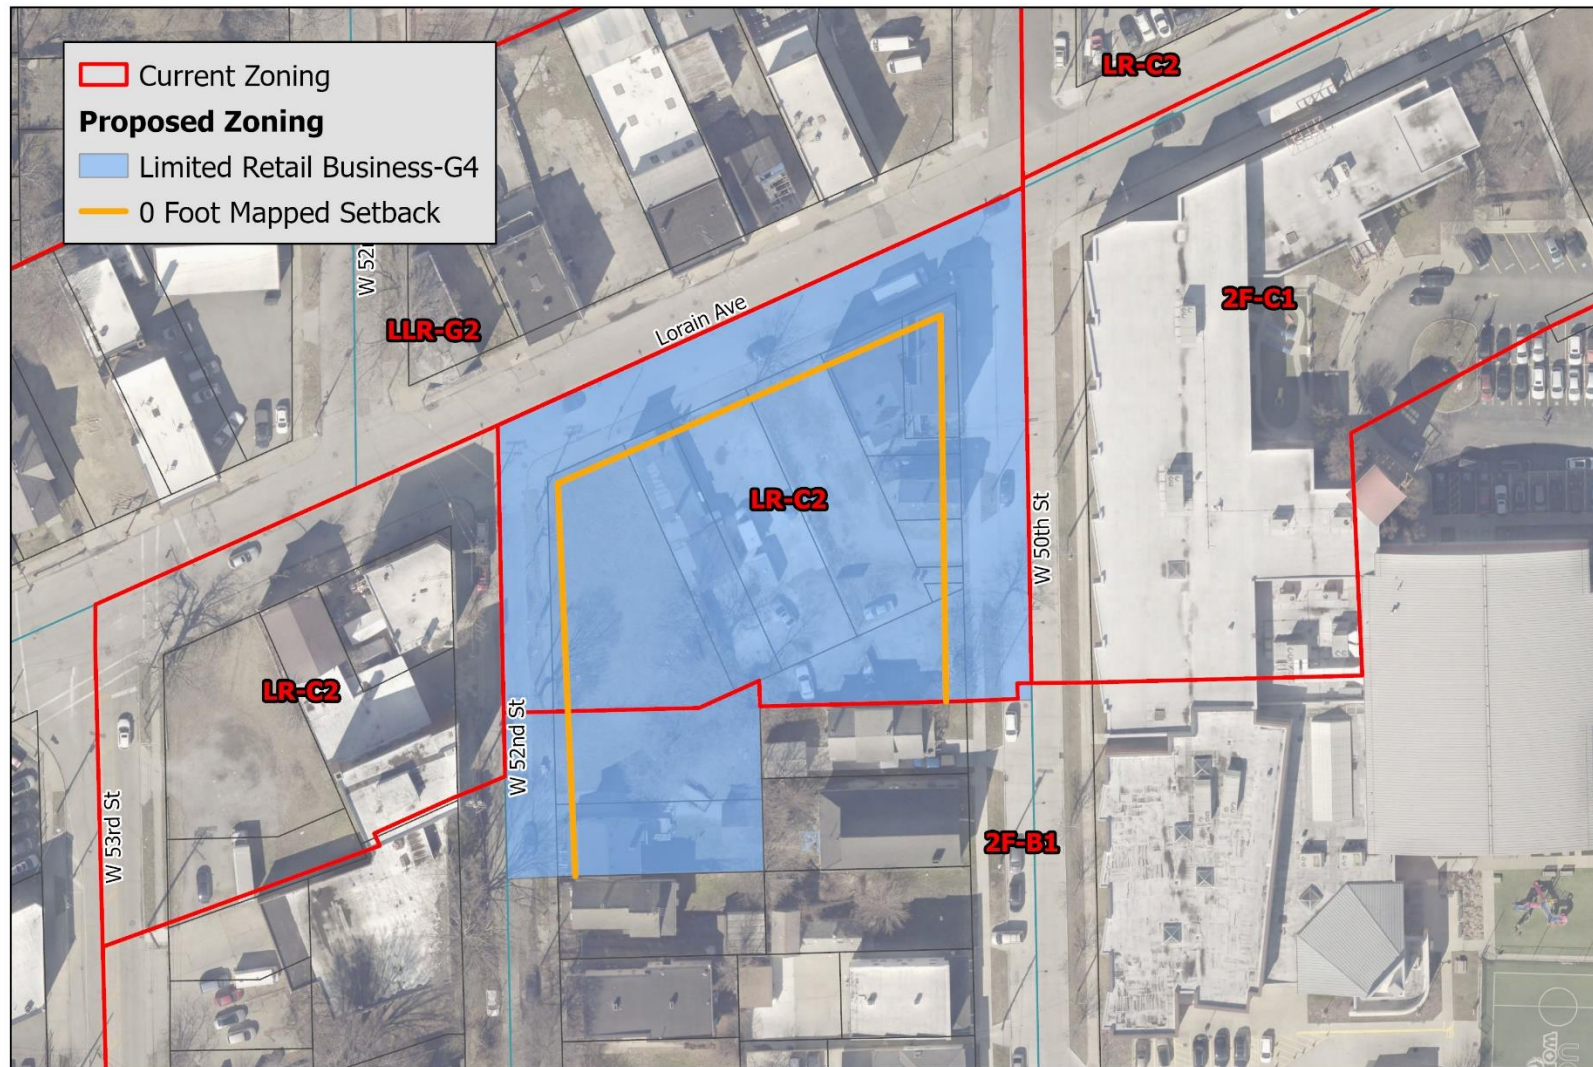 Current Zoning
Proposed Zoning
Limited Retail Business-G4
0 Foot Mapped Setback
LR-C2
2F-C1
LLR-G2
Lorain Ave
LR-C2
W 50th St
LR-C2
W 52nd St
W 53rd St
2F-B1